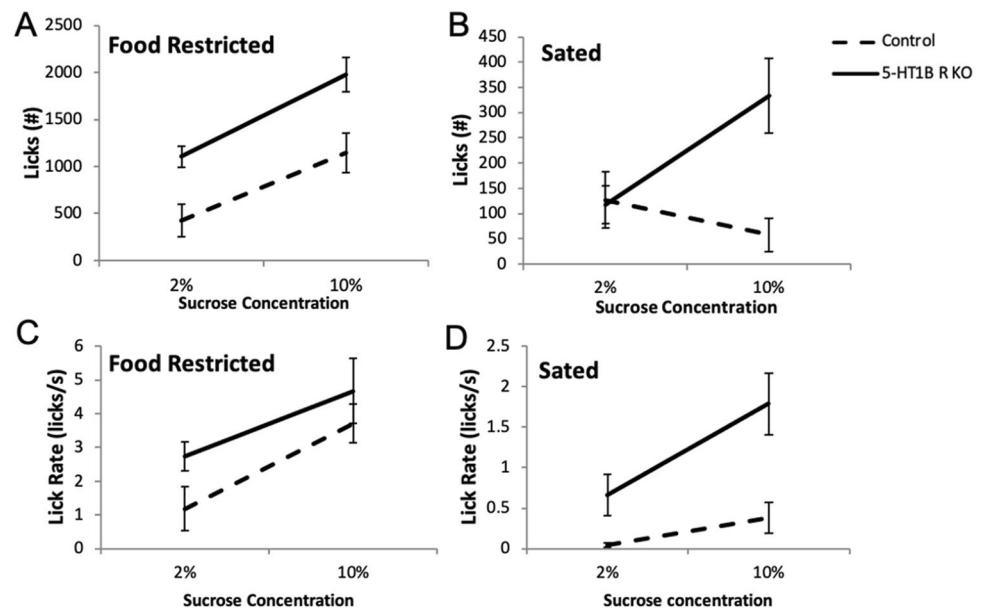 A
Food Restricted
2500
2000
1500
1000
500
0
Licks (#)
2%
10%
Sucrose Concentration
B
Sated
450
400
350
300
250
200
150
100
50
0
Licks (#)
2%
10%
Sucrose Concentration
Control
5-HT1B R KO
C
Food Restricted
6
5
4
3
2
1
0
Lick Rate (licks/s)
2%
10%
Sucrose Concentration
D
Sated
2.5
2
1.5
1
0.5
0
Lick Rate (licks/s)
2%
10%
Sucrose concentration